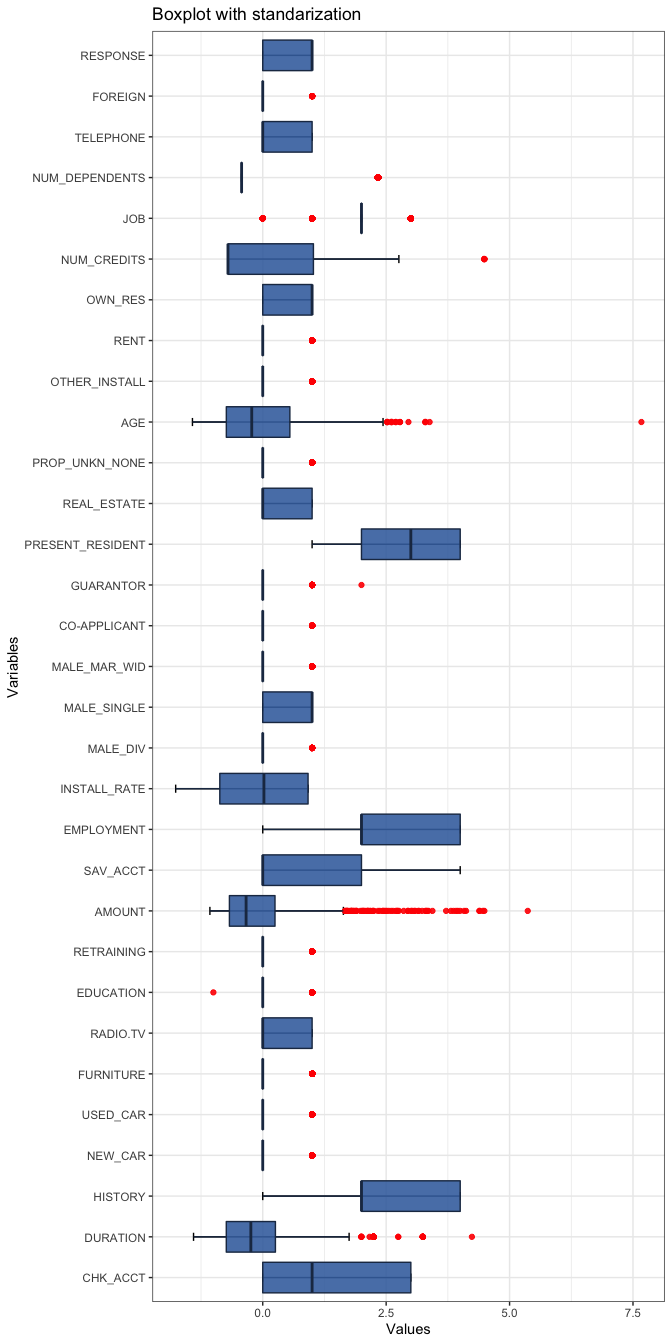 Boxplot with standarization
RESPONSE
FOREIGN
TELEPHONE
NUM_DEPENDENTS
JOB
NUM_CREDITS
OWN_RES
RENT
OTHER_INSTALL
AGE
PROP_UNKN_NONE
REAL_ESTATE
PRESENT_RESIDENT
GUARANTOR
CO-APPLICANT
MALE_MAR_WID
MALE_SINGLE
MALE_DIV
INSTALL_RATE
EMPLOYMENT
SAV_ACCT
AMOUNT
RETRAINING
EDUCATION
RADIO.TV
FURNITURE
USED_CAR
NEW_CAR
HISTORY
DURATION
CHK_ACCT
Variables
0.0 2.5 5.0 7.5
Values